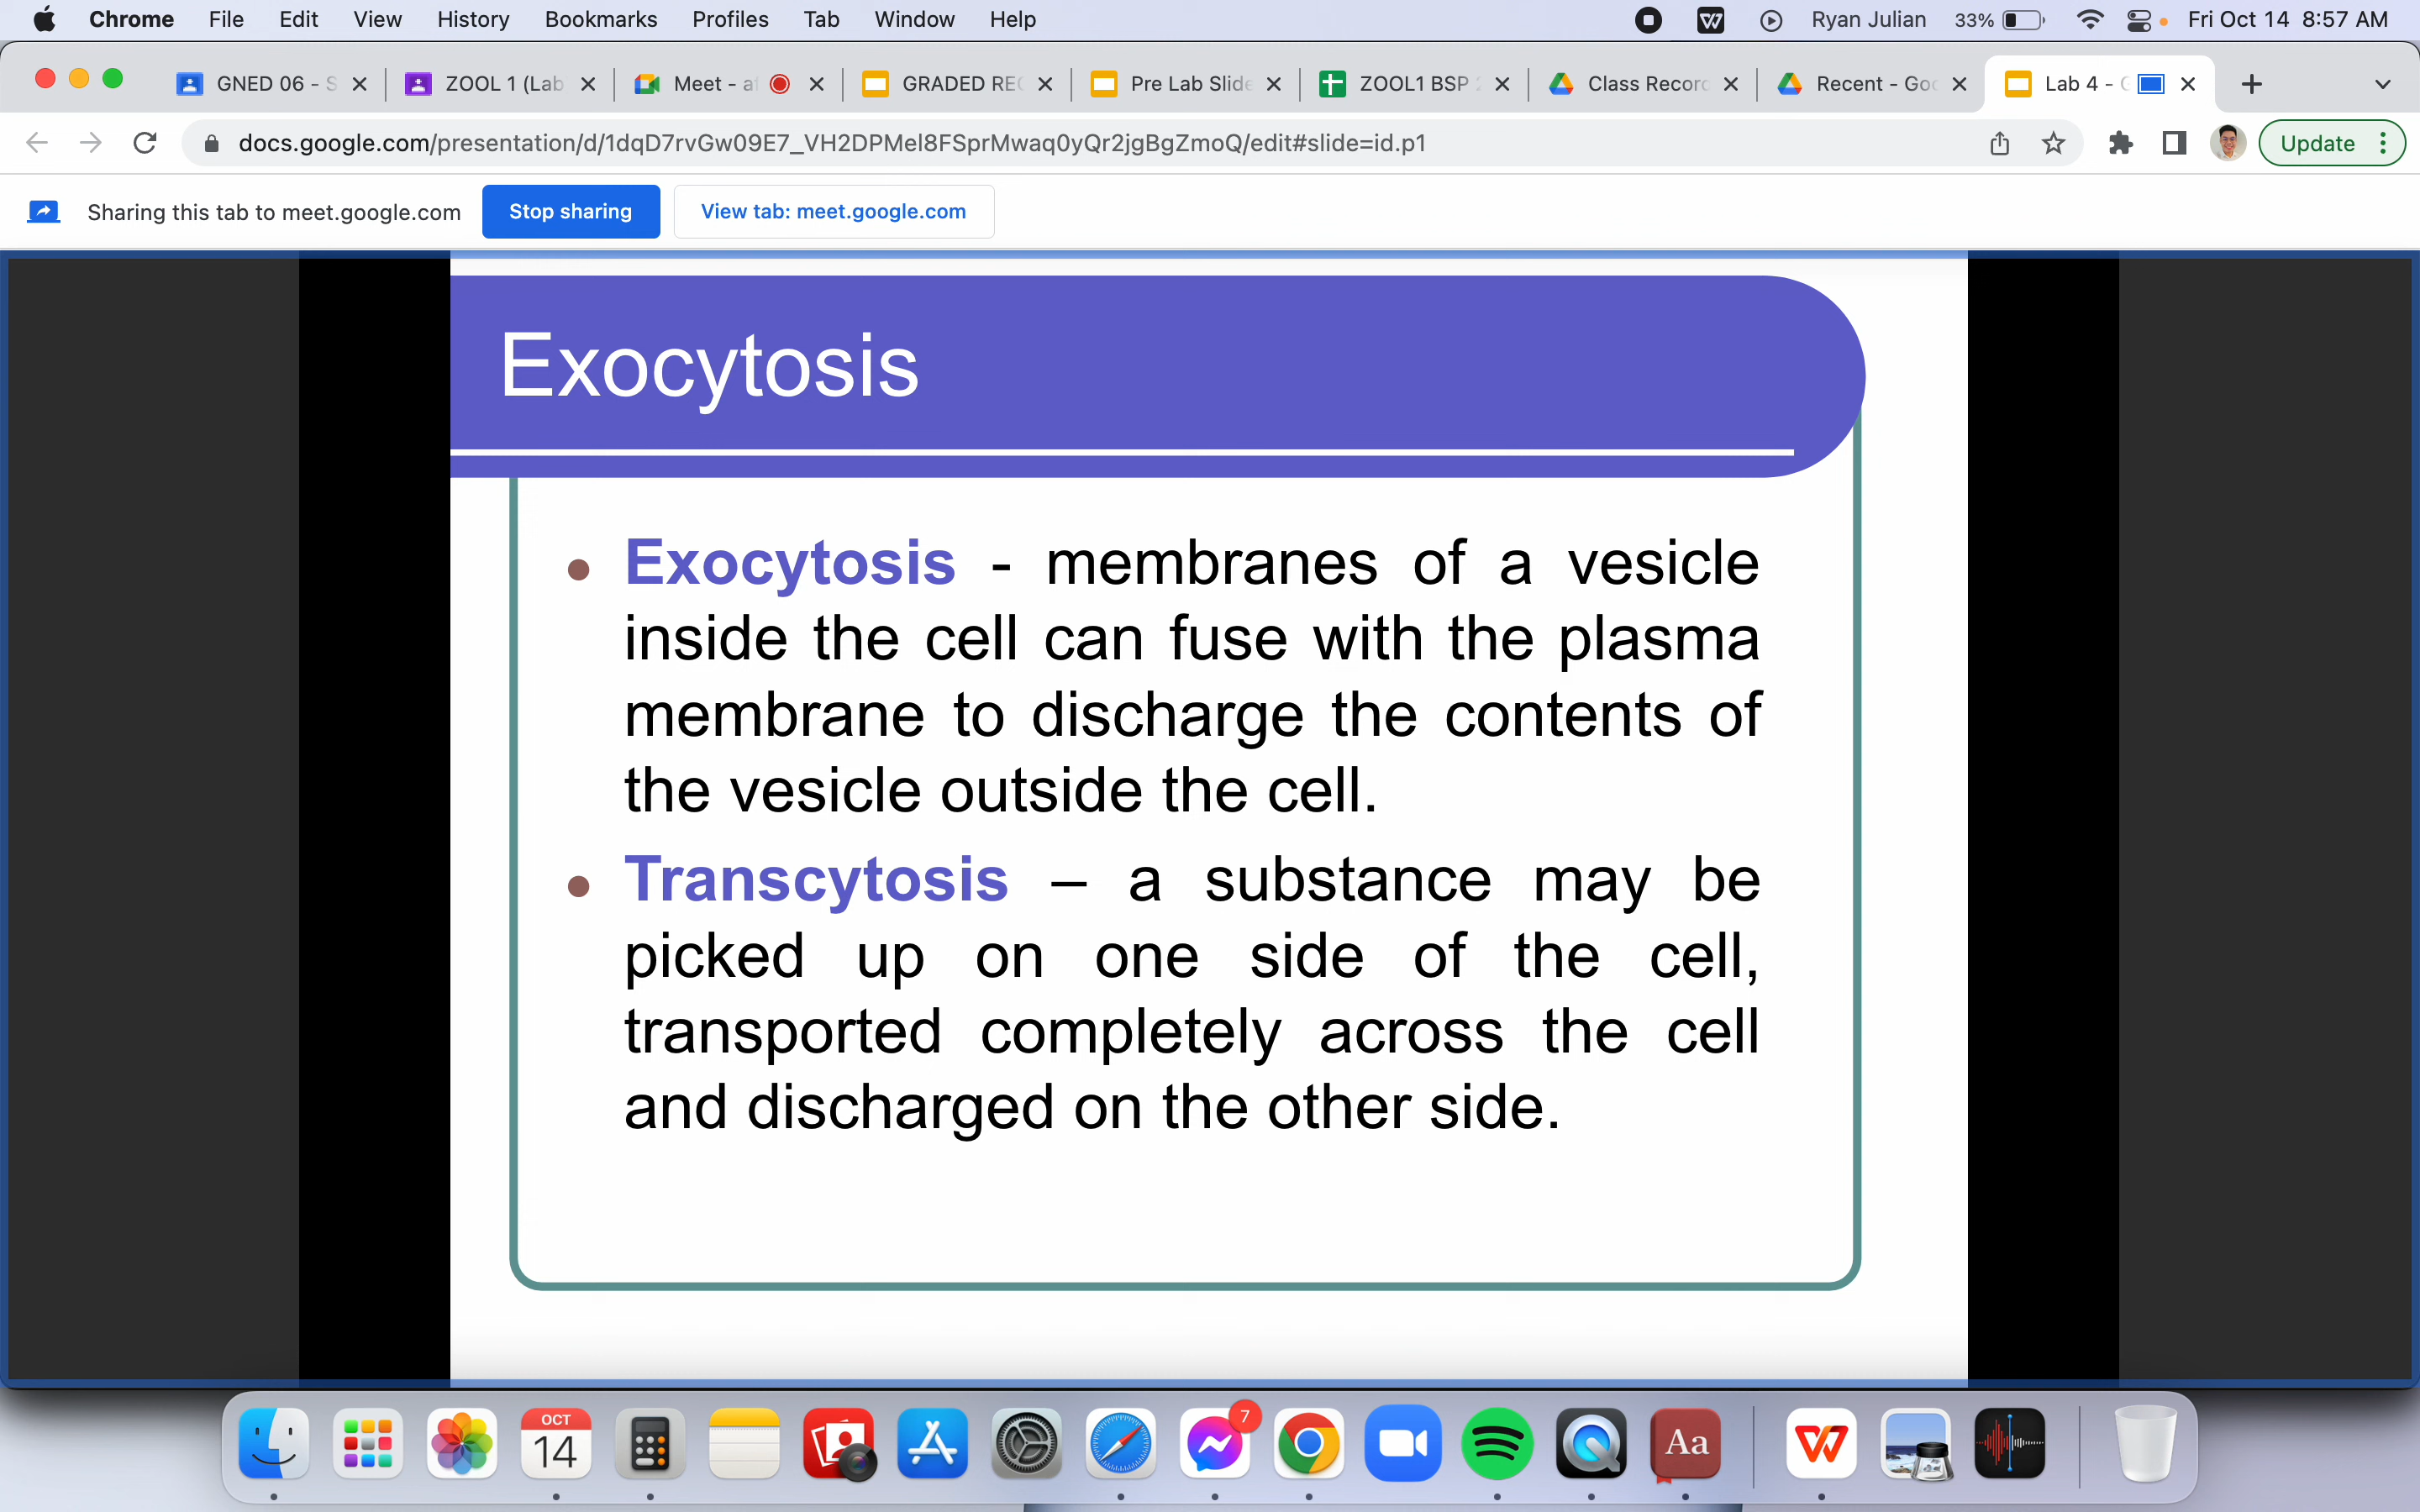 Chrome File Edit View History Bookmarks Profiles Tab Window Help Ryan Julian 33% Fri Oct 14 8:57 AM
GNED 06 - S ZOOL 1 (Lab Meet - a GRADED REC Pre Lab Slide ZOOL1 BSP Class Record Recent - Goo Lab 4 -
docs.google.com/presentation/d/1dqD7rvGw09E7_VH2DPMel8FSprMwaq0yQr2jgBgZmoQ/edit#slide=id.p1 Update
Sharing this tab to meet.google.com Stop sharing View tab: meet.google.com
Exocytosis
• Exocytosis - membranes of a vesicle
inside the cell can fuse with the plasma
membrane to discharge the contents of
the vesicle outside the cell.
• Transcytosis – a substance may be
picked up on one side of the cell,
transported completely across the cell
and discharged on the other side.
OCT
14
7
Aa